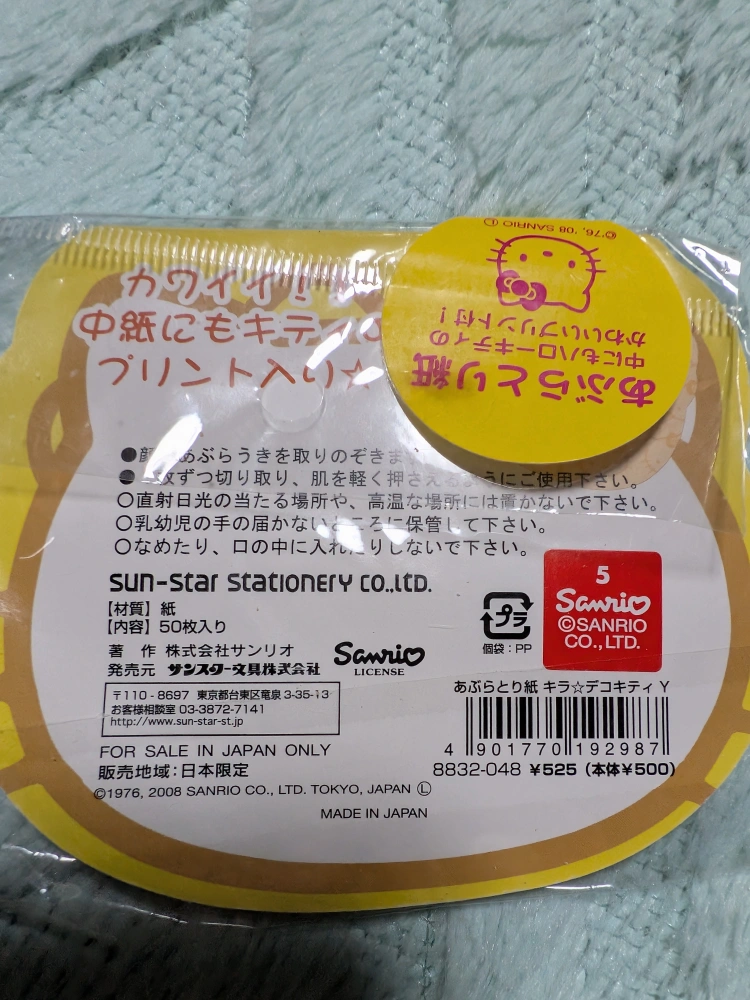 ©'76, '08 SANRIO Ⓛ
あぶらとり紙
中にもハローキティの
かわいいプリント付!
カワイイ!
中紙にもキティ
プリント入り☆
●顔 あぶらうきを取りのぞきま
● 枚ずつ切り取り、肌を軽く押さえるようにご使用下さい。
○直射日光の当たる場所や、高温な場所には置かないで下さい。
○乳幼児の手の届かないところに保管して下さい。
○なめたり、口の中に入れたりしないで下さい。
SUN-STAR STATIONERY CO.,LTD.
【材質】紙
【内容】50枚入り
著 作 株式会社サンリオ
発売元 サンスター文具株式会社
Sanrio
LICENSE
プラ
個袋:PP
5
Sanrio
©SANRIO
CO., LTD.
〒110-8697 東京都台東区竜泉3-35-13
お客様相談室 03-3872-7141
http://www.sun-star-st.jp
あぶらとり紙 キラ☆デコキティ Y
4 901770 192987
8832-048 ¥525 (本体¥500)
FOR SALE IN JAPAN ONLY
販売地域:日本限定
©1976, 2008 SANRIO CO., LTD. TOKYO, JAPAN Ⓛ
MADE IN JAPAN